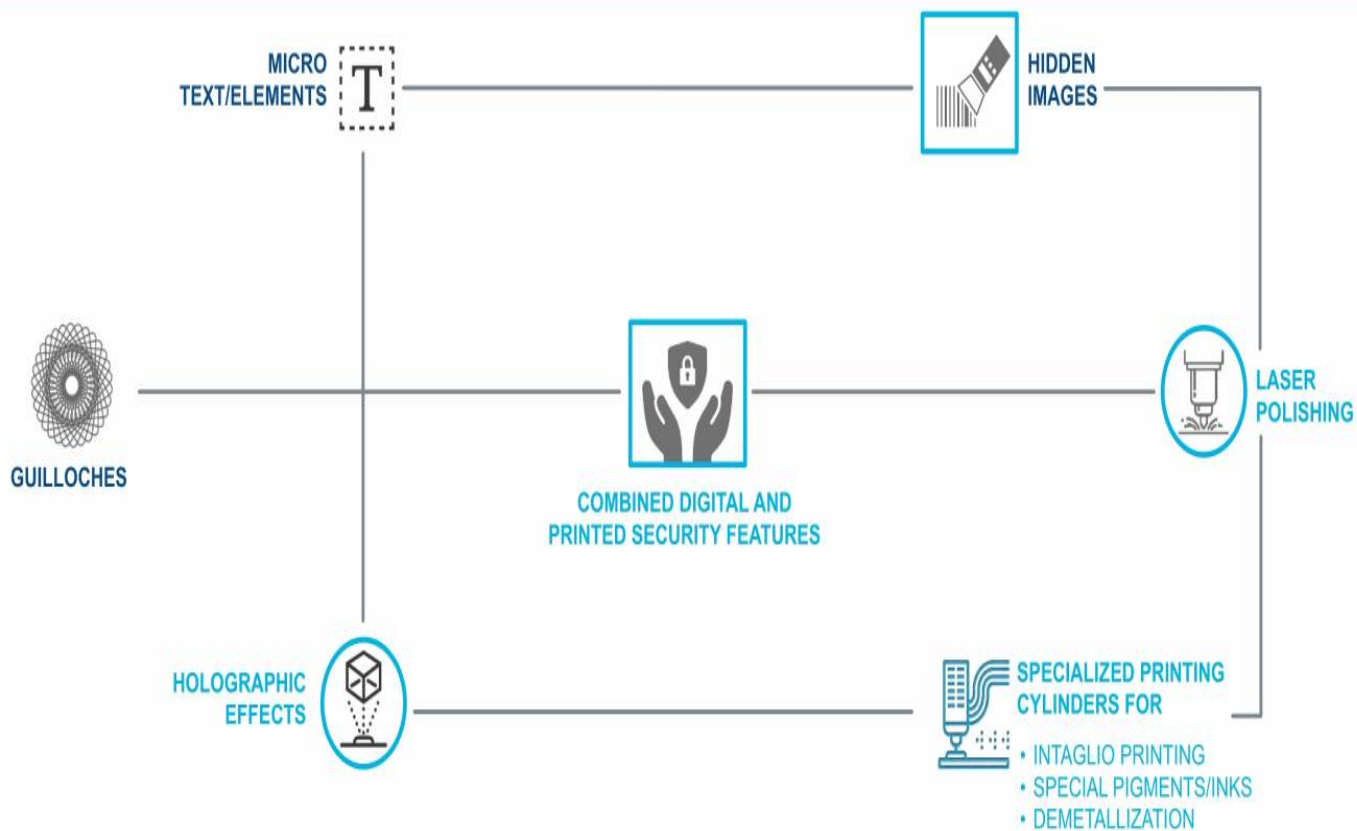 MICRO
TEXT/ELEMENTS
T
HIDDEN
IMAGES
GUILLOCHES
COMBINED DIGITAL AND
PRINTED SECURITY FEATURES
LASER
POLISHING
HOLOGRAPHIC
EFFECTS
SPECIALIZED PRINTING
CYLINDERS FOR
• INTAGLIO PRINTING
• SPECIAL PIGMENTS/INKS
• DEMETALLIZATION